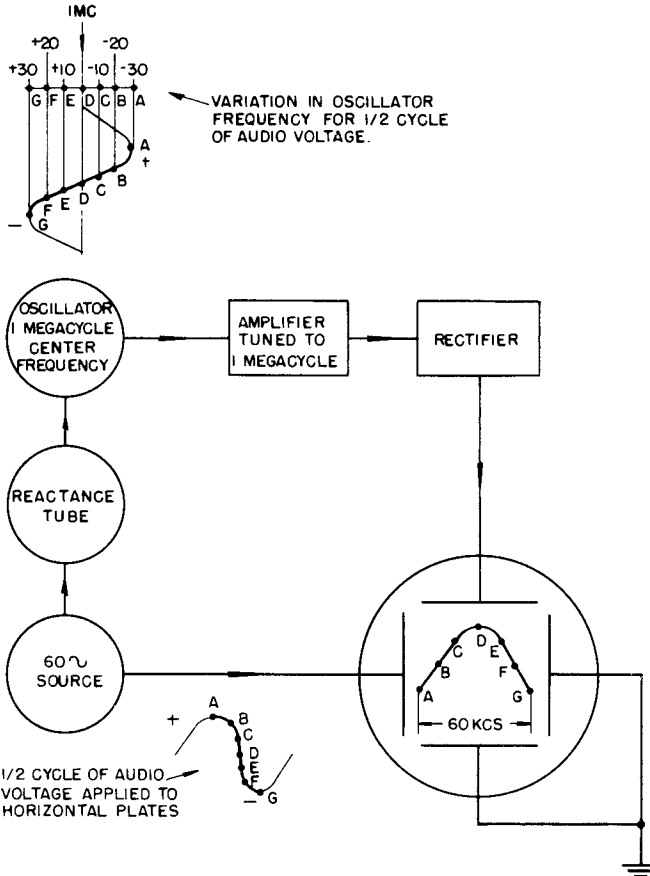 1MC
+20 -20
+30 +10 -10 -30
G F E D C B A
VARIATION IN OSCILLATOR
FREQUENCY FOR 1/2 CYCLE
OF AUDIO VOLTAGE.
A
+
B
C
D
E
F
G
−
OSCILLATOR
1 MEGACYCLE
CENTER
FREQUENCY
AMPLIFIER
TUNED TO
1 MEGACYCLE
RECTIFIER
REACTANCE
TUBE
60~
SOURCE
D
C E
B F
A G
60 KCS
+ A
B
C
D
E
F
− G
1/2 CYCLE OF AUDIO
VOLTAGE APPLIED TO
HORIZONTAL PLATES